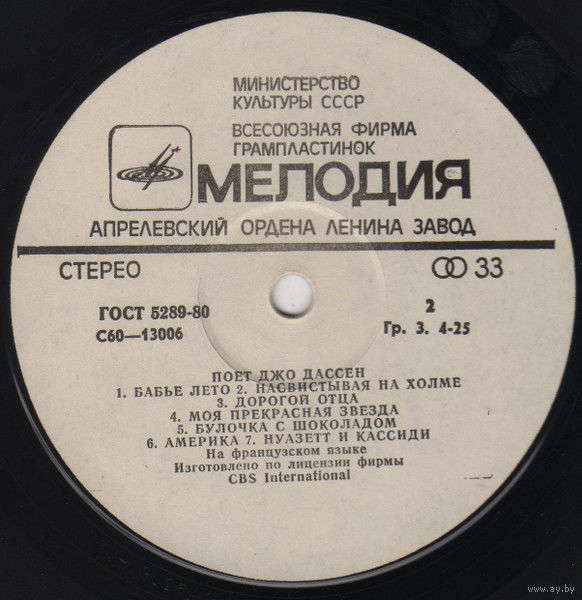 МИНИСТЕРСТВО
КУЛЬТУРЫ СССР
ВСЕСОЮЗНАЯ ФИРМА
ГРАМПЛАСТИНОК
МЕЛОДИЯ
АПРЕЛЕВСКИЙ ОРДЕНА ЛЕНИНА ЗАВОД
СТЕРЕО 33
ГОСТ 5289-80 2
С60—13006 Гр. 3. 4-25
ПОЕТ ДЖО ДАССЕН
1. БАБЬЕ ЛЕТО 2. НАСВИСТЫВАЯ НА ХОЛМЕ
3. ДОРОГОЙ ОТЦА
4. МОЯ ПРЕКРАСНАЯ ЗВЕЗДА
5. БУЛОЧКА С ШОКОЛАДОМ
6. АМЕРИКА 7. НУАЗЕТТ И КАССИДИ
На французском языке
Изготовлено по лицензии фирмы
CBS International
www.ay.by